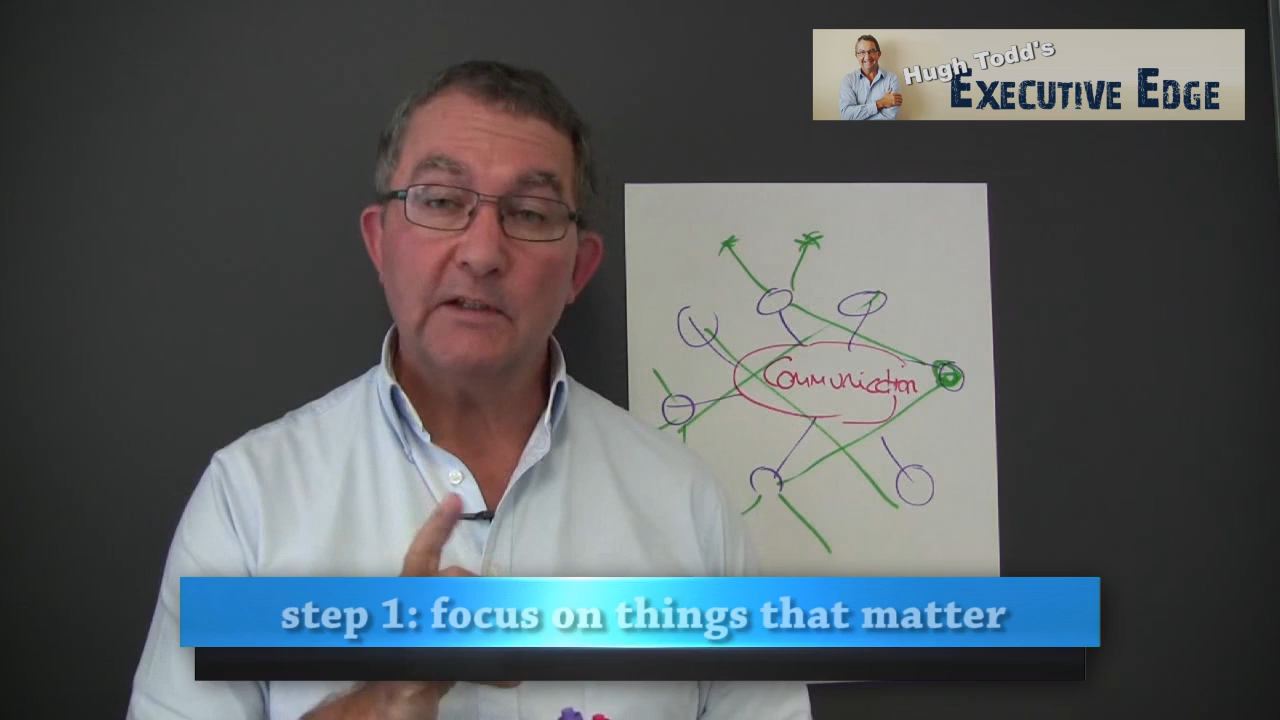 Hugh Todd's
EXECUTIVE EDGE
Communication
step 1: focus on things that matter